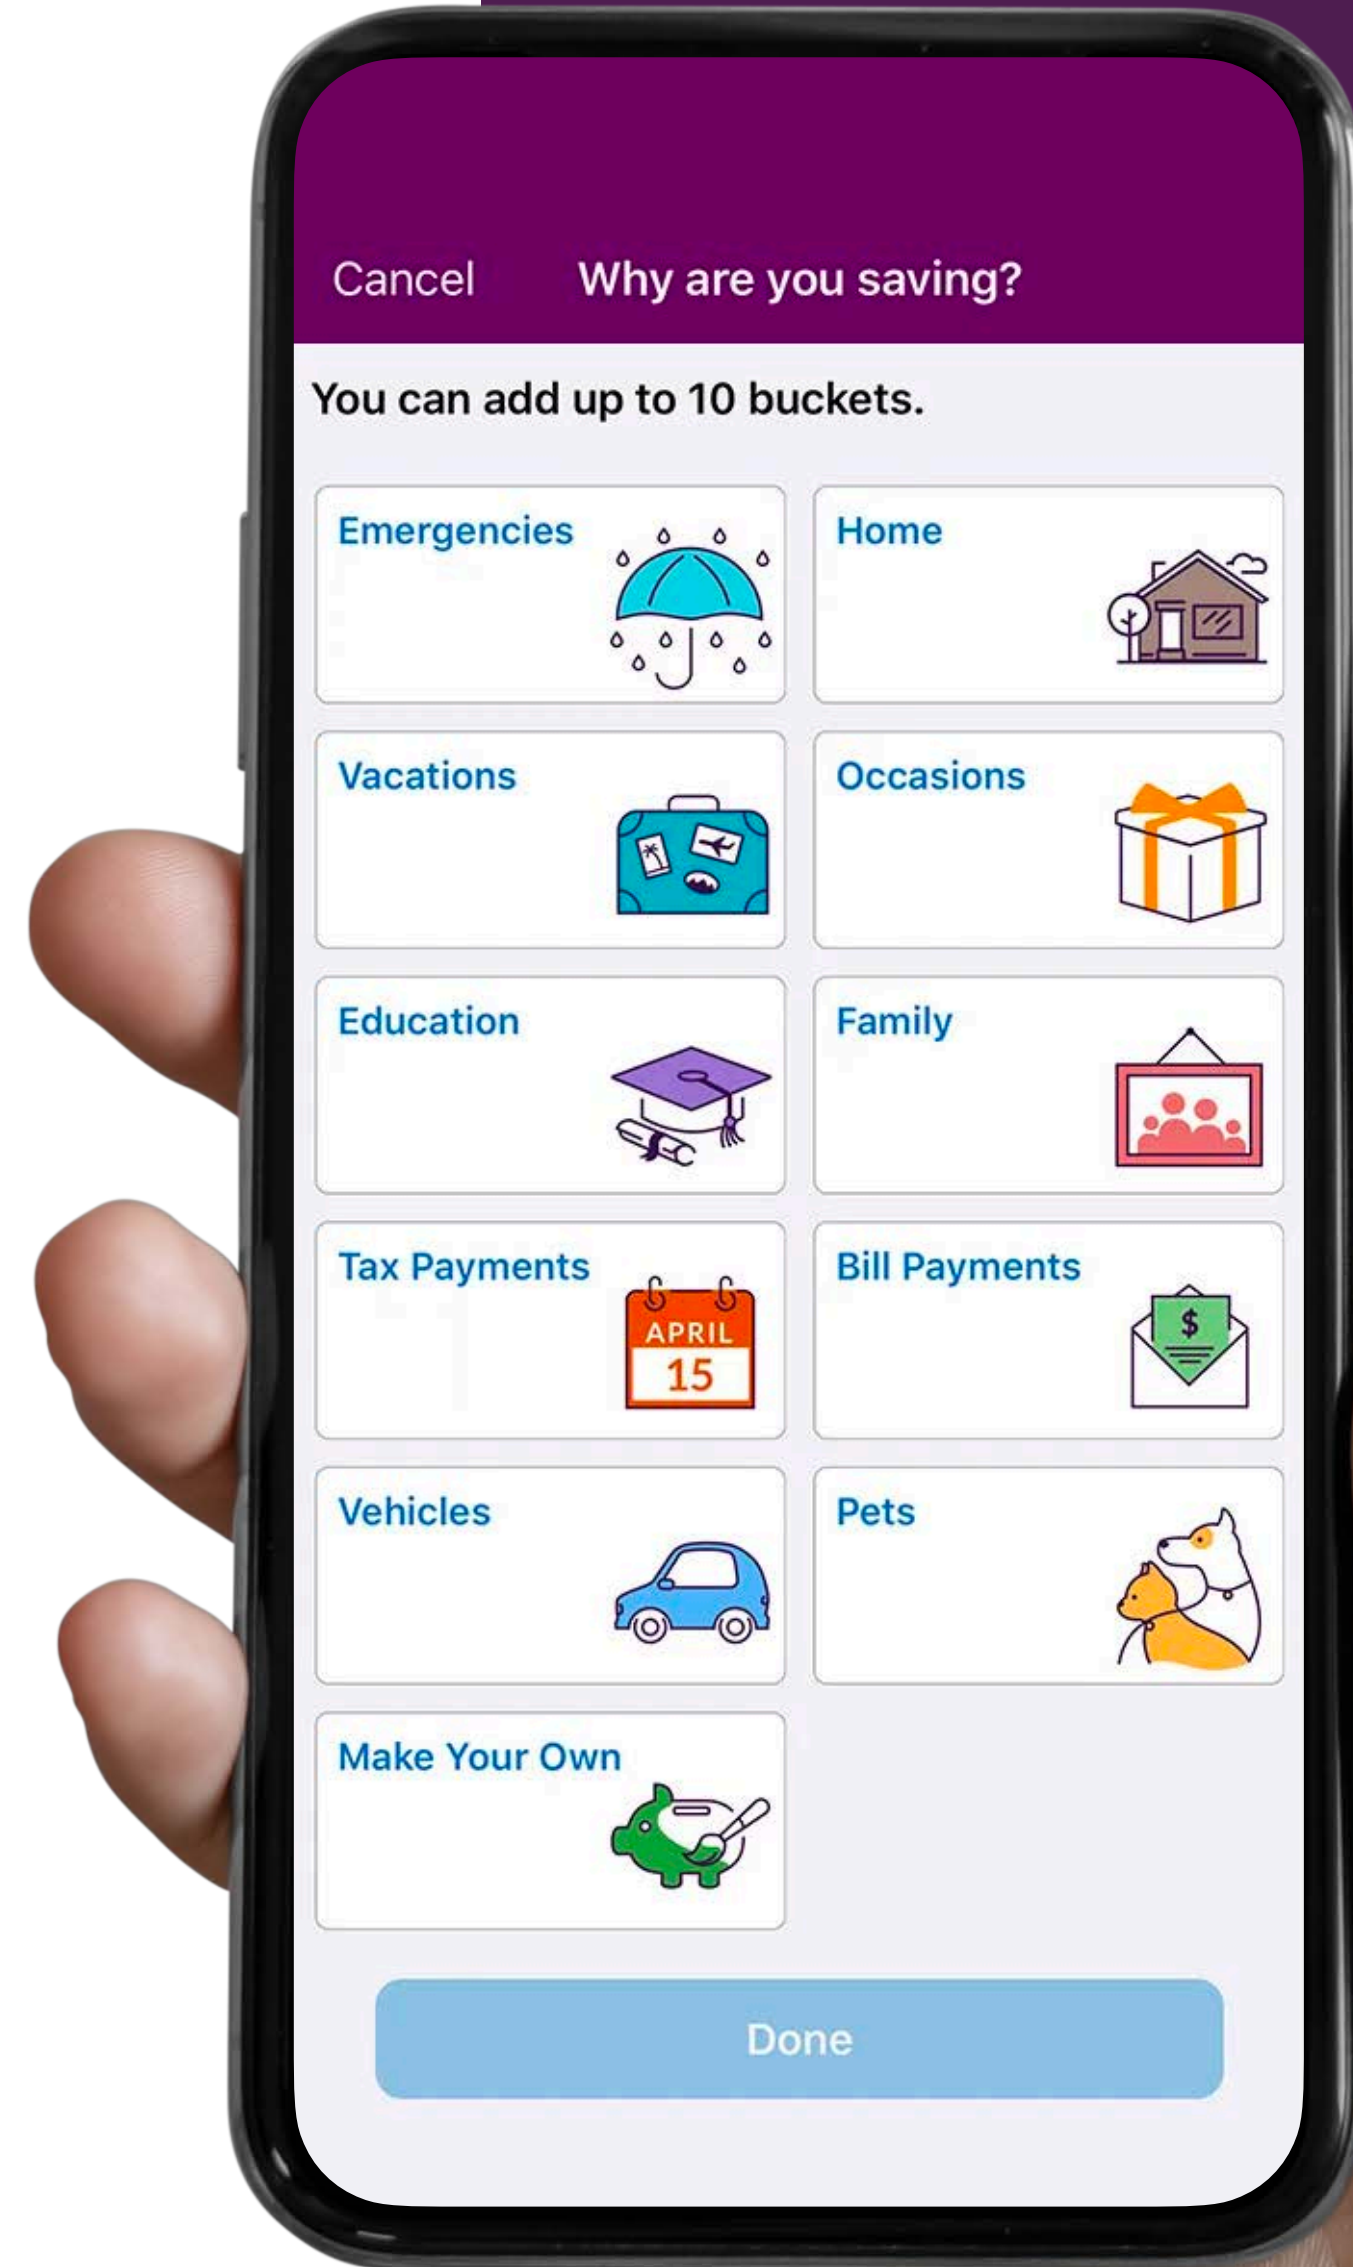 Cancel
Why are you saving?
You can add up to 10 buckets.
Emergencies
Home
Vacations
Occasions
Education
Family
Tax Payments
APRIL
15
Bill Payments
$
Vehicles
Pets
Make Your Own
Done